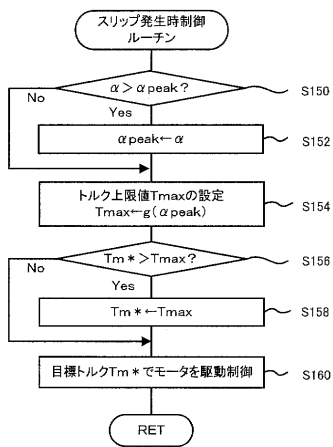 スリップ発生時制御
ルーチン
α＞αpeak？
S150
No
Yes
αpeak←α
S152
トルク上限値Tmaxの設定
Tmax←g(αpeak)
S154
Tm*＞Tmax？
S156
No
Yes
Tm*←Tmax
S158
目標トルクTm*でモータを駆動制御
S160
RET